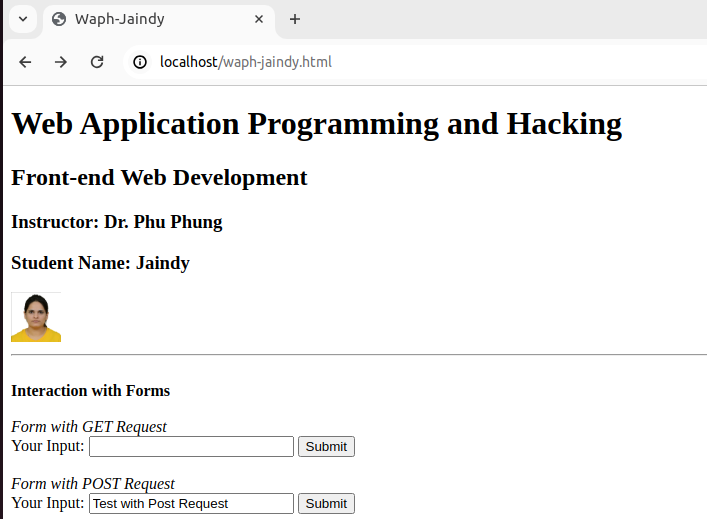 Waph-Jaindy
localhost/waph-jaindy.html
Web Application Programming and Hacking
Front-end Web Development
Instructor: Dr. Phu Phung
Student Name: Jaindy
Interaction with Forms
Form with GET Request
Your Input: Submit
Form with POST Request
Your Input: Test with Post Request Submit